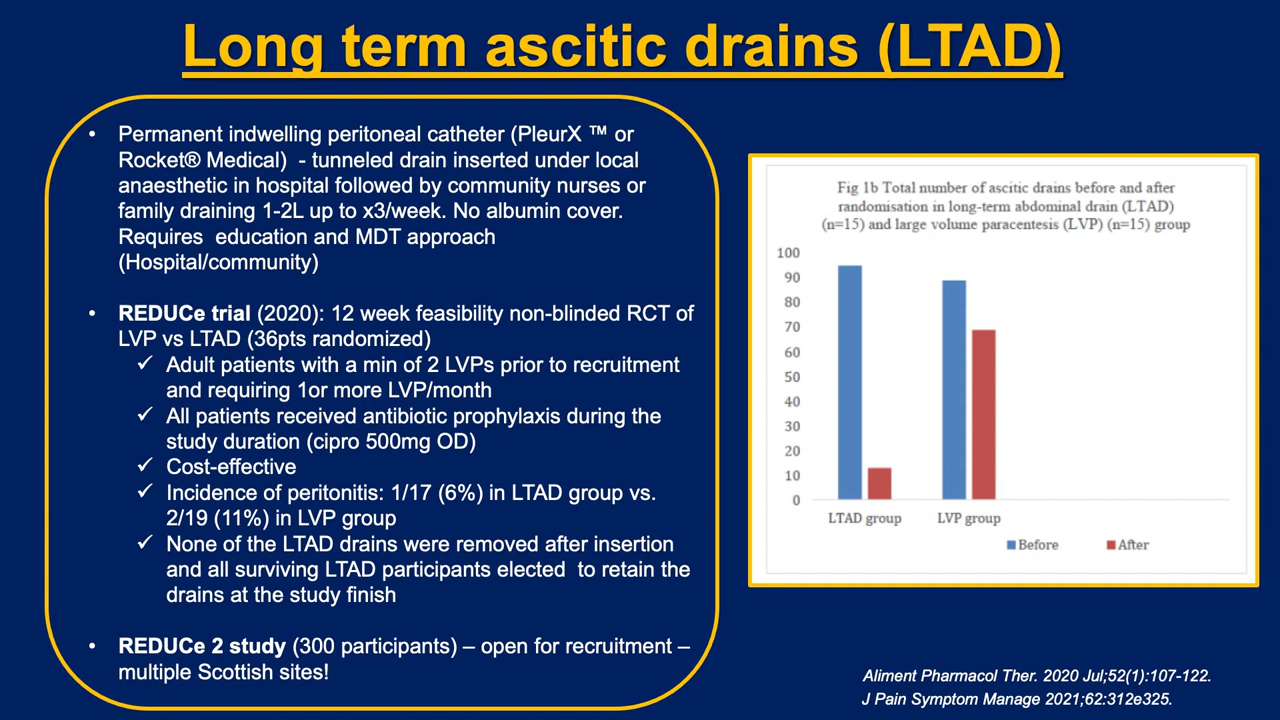 Long term ascitic drains (LTAD)
• Permanent indwelling peritoneal catheter (PleurX ™ or
Rocket® Medical) - tunneled drain inserted under local
anaesthetic in hospital followed by community nurses or
family draining 1-2L up to x3/week. No albumin cover.
Requires education and MDT approach
(Hospital/community)
• REDUCe trial (2020): 12 week feasibility non-blinded RCT of
LVP vs LTAD (36pts randomized)
✓ Adult patients with a min of 2 LVPs prior to recruitment
and requiring 1or more LVP/month
✓ All patients received antibiotic prophylaxis during the
study duration (cipro 500mg OD)
✓ Cost-effective
✓ Incidence of peritonitis: 1/17 (6%) in LTAD group vs.
2/19 (11%) in LVP group
✓ None of the LTAD drains were removed after insertion
and all surviving LTAD participants elected to retain the
drains at the study finish
• REDUCe 2 study (300 participants) – open for recruitment –
multiple Scottish sites!
Fig 1b Total number of ascitic drains before and after
randomisation in long-term abdominal drain (LTAD)
(n=15) and large volume paracentesis (LVP) (n=15) group
100
90
80
70
60
50
40
30
20
10
0
LTAD group LVP group
Before After
Aliment Pharmacol Ther. 2020 Jul;52(1):107-122.
J Pain Symptom Manage 2021;62:312e325.